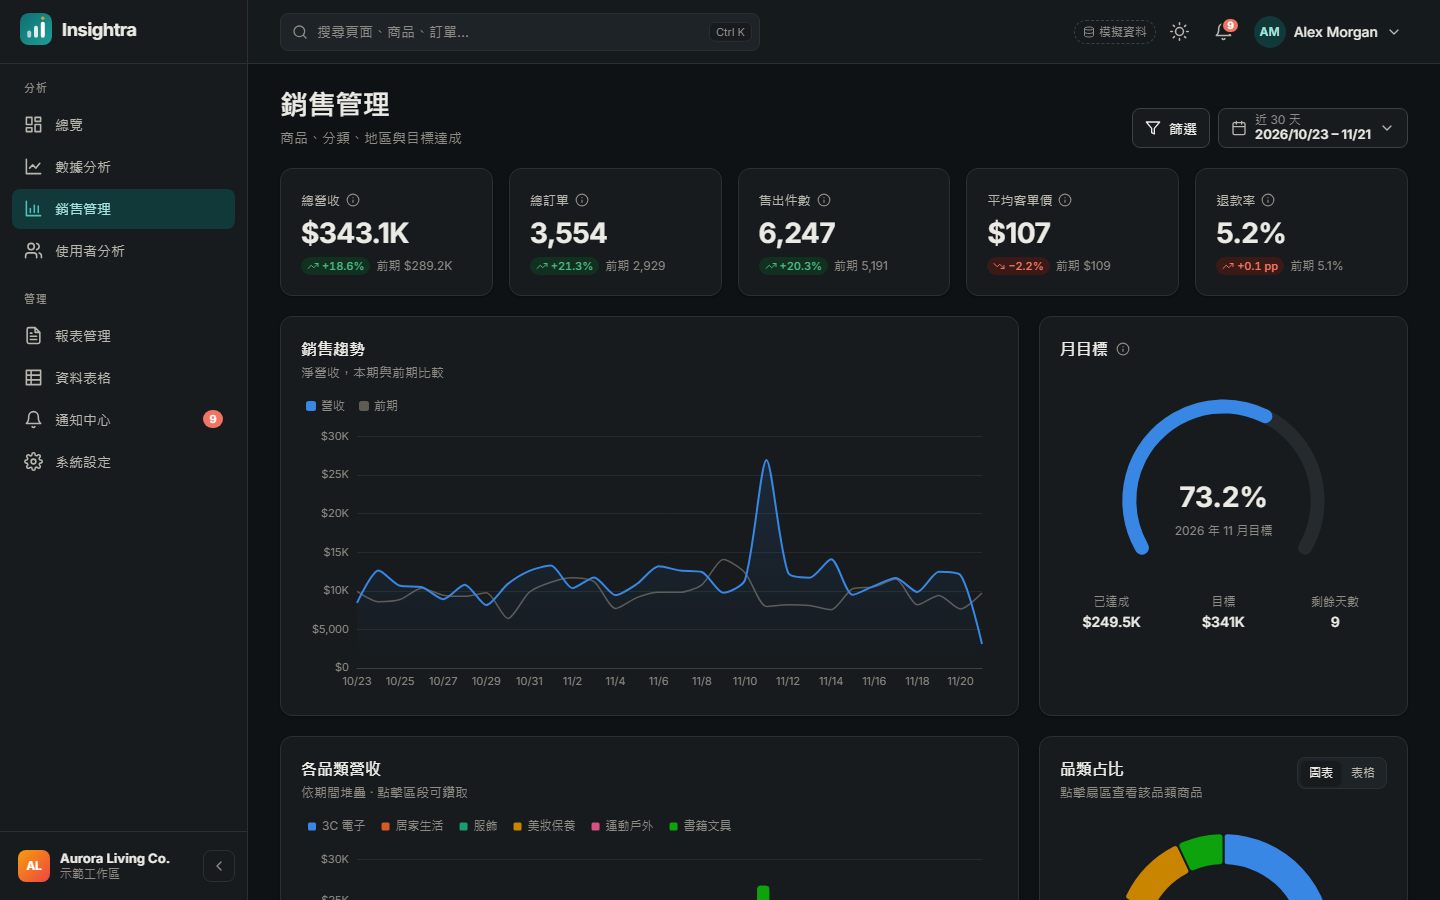 Insightra
搜尋頁面、商品、訂單...
Ctrl K
模擬資料
9
AM
Alex Morgan
分析
總覽
數據分析
銷售管理
使用者分析
管理
報表管理
資料表格
通知中心
9
系統設定
AL
Aurora Living Co.
示範工作區
銷售管理
商品、分類、地區與目標達成
篩選
近 30 天
2026/10/23 – 11/21
總營收
$343.1K
+18.6%
前期 $289.2K
總訂單
3,554
+21.3%
前期 2,929
售出件數
6,247
+20.3%
前期 5,191
平均客單價
$107
−2.2%
前期 $109
退款率
5.2%
+0.1 pp
前期 5.1%
銷售趨勢
淨營收，本期與前期比較
營收
前期
$30K
$25K
$20K
$15K
$10K
$5,000
$0
10/23
10/25
10/27
10/29
10/31
11/2
11/4
11/6
11/8
11/10
11/12
11/14
11/16
11/18
11/20
月目標
73.2%
2026 年 11 月目標
已達成
$249.5K
目標
$341K
剩餘天數
9
各品類營收
依期間堆疊 · 點擊區段可鑽取
3C 電子
居家生活
服飾
美妝保養
運動戶外
書籍文具
$30K
$25K
品類占比
點擊扇區查看該品類商品
圖表
表格